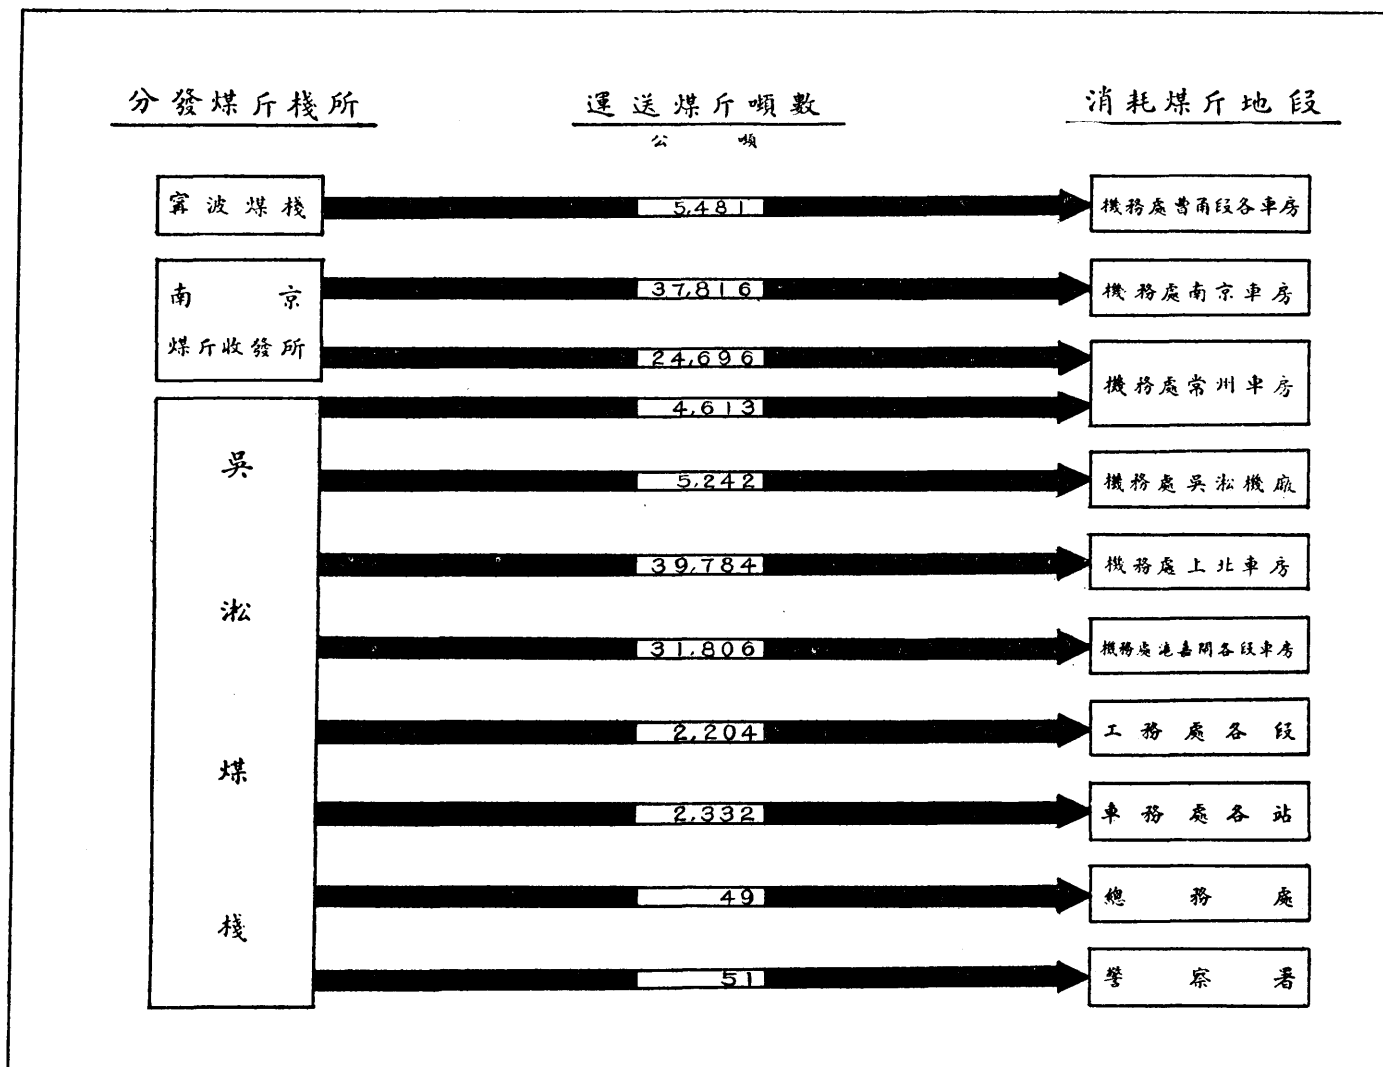 分發煤斤棧所
運送煤斤噸數
消耗煤斤地段
公噸
甯波煤棧
5,481
機務處曹甬段各車房
南京
煤斤收發所
37,816
機務處南京車房
24,696
機務處常州車房
吳淞煤棧
4,613
5,242
機務處吳淞機廠
39,784
機務處上北車房
31,806
機務處滬嘉閘各段車房
2,204
工務處各段
2,332
車務處各站
49
總務處
51
警察署